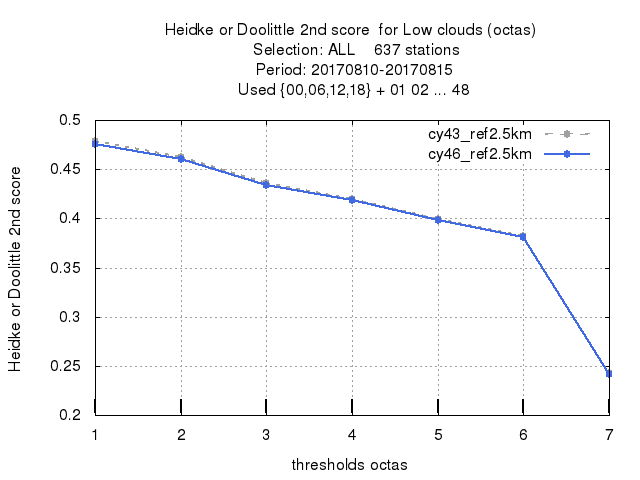 Heidke or Doolittle 2nd score  for Low clouds (octas)
Selection: ALL    637 stations
Period: 20170810-20170815
Used {00,06,12,18} + 01 02 ... 48
cy43_ref2.5km
cy46_ref2.5km
Heidke or Doolittle 2nd score
0.5
0.45
0.4
0.35
0.3
0.25
0.2
1 2 3 4 5 6 7
thresholds octas